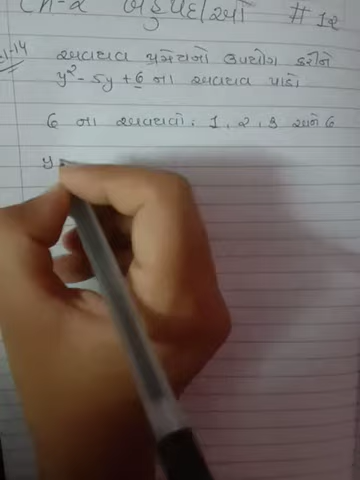 Ch-2 બહુપદીઓ #12
અવયવ પ્રમેયનો ઉપયોગ કરીને
y² - 5y + 6 ના અવયવ પાડો.
6 ના અવયવો : 1, 2, 3 અને 6
y =